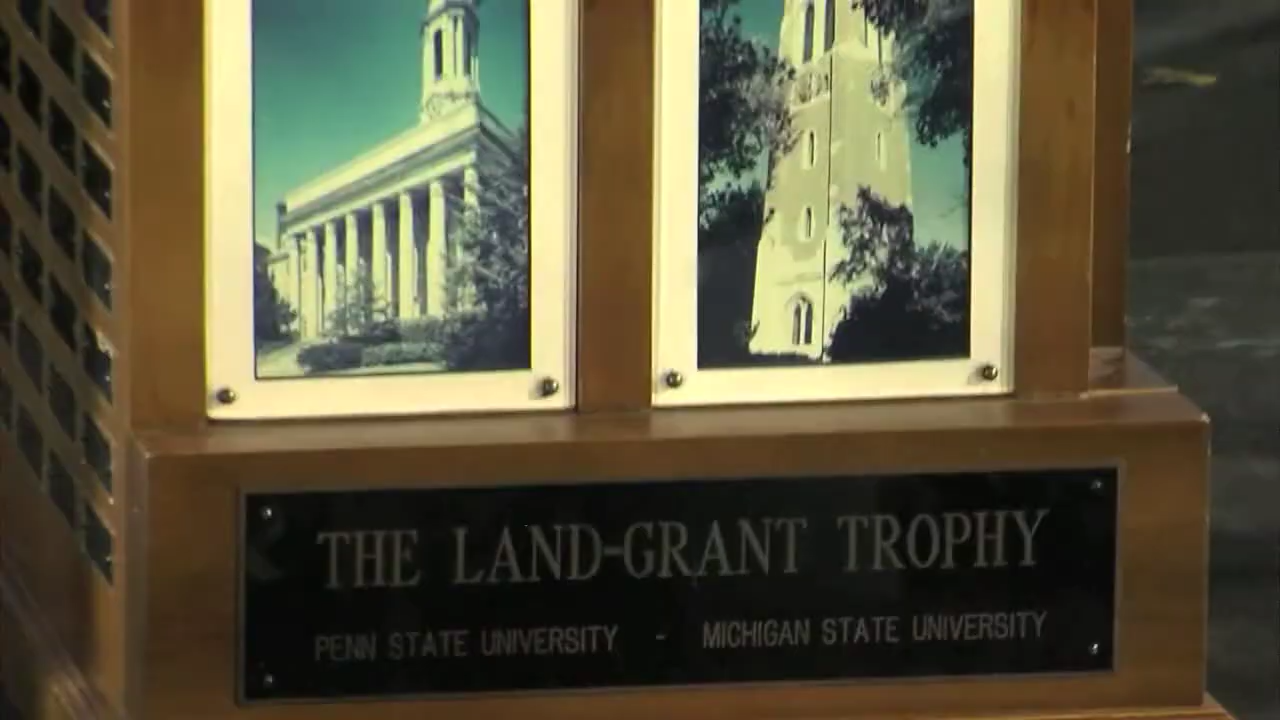 THE LAND-GRANT TROPHY
PENN STATE UNIVERSITY - MICHIGAN STATE UNIVERSITY